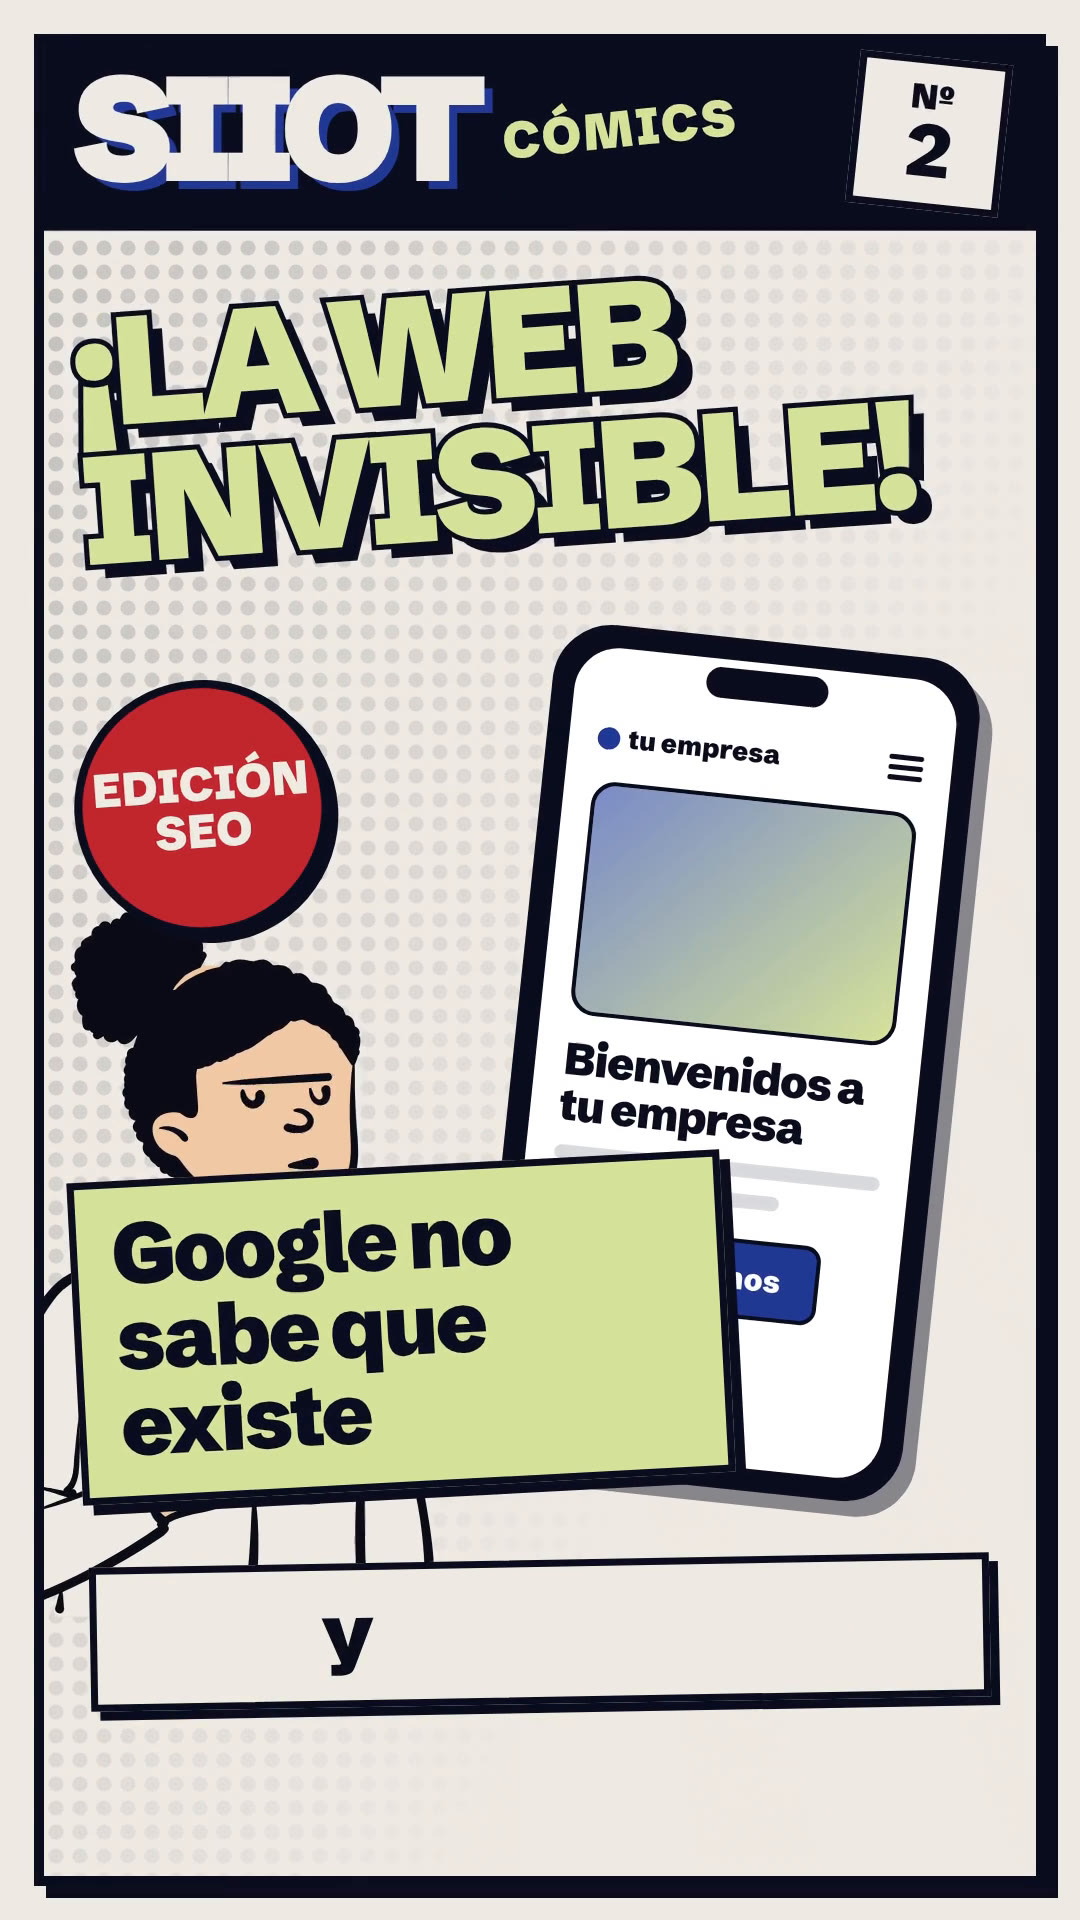 SIIOT CÓMICS
Nº
2
¡LA WEB
INVISIBLE!
EDICIÓN
SEO
tu empresa
Bienvenidos a
tu empresa
Google no
sabe que
existe
y